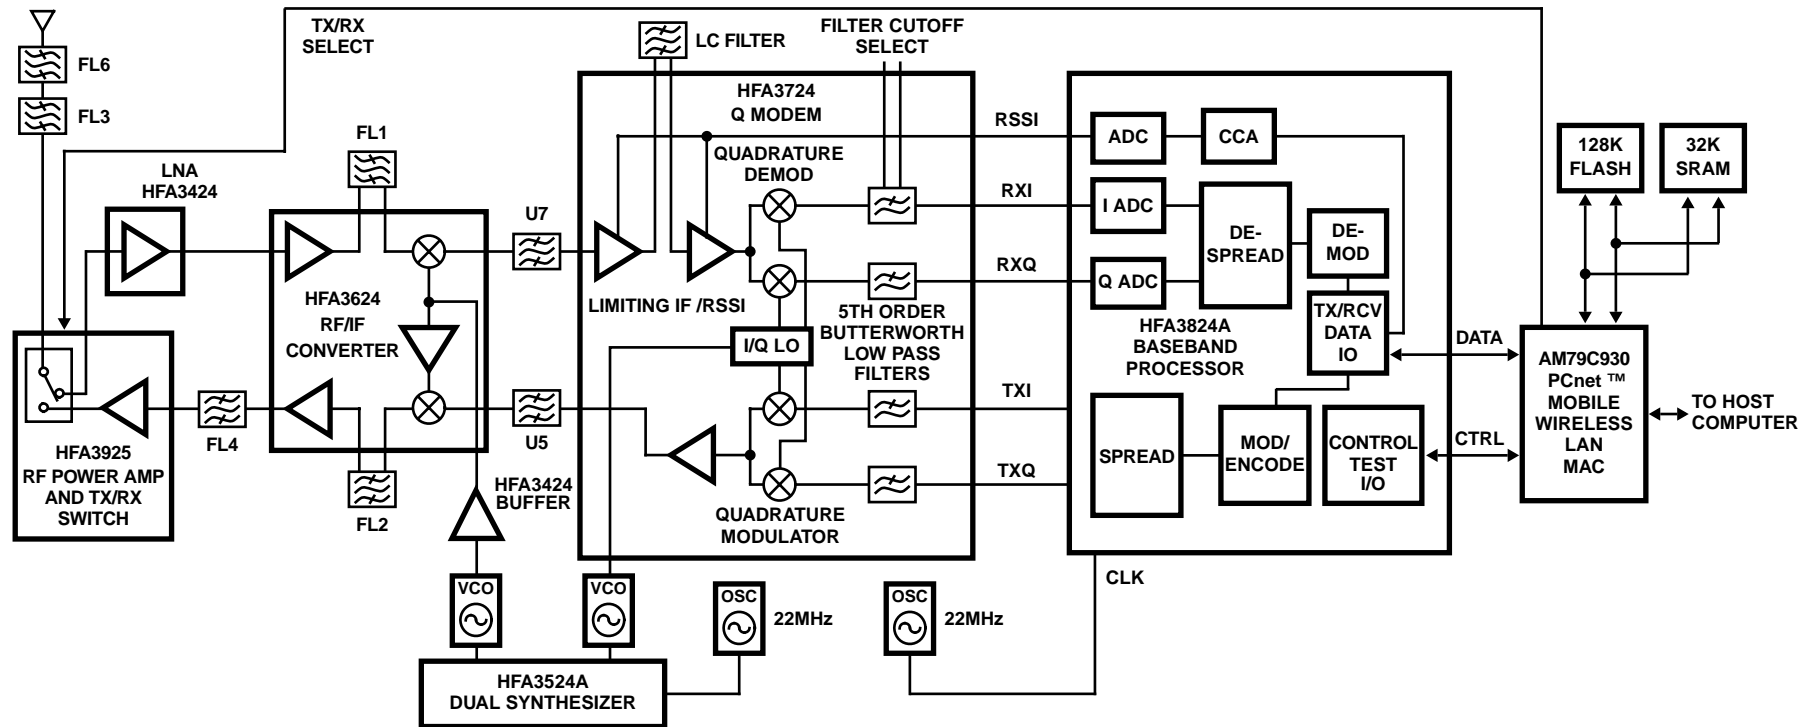 TX/RX
SELECT
LC FILTER
FILTER CUTOFF
SELECT
FL6
FL3
FL1
LNA
HFA3424
U7
HFA3724
Q MODEM
QUADRATURE
DEMOD
LIMITING IF /RSSI
I/Q LO
5TH ORDER
BUTTERWORTH
LOW PASS
FILTERS
QUADRATURE
MODULATOR
HFA3624
RF/IF
CONVERTER
FL4
FL2
U5
HFA3925
RF POWER AMP
AND TX/RX
SWITCH
HFA3424
BUFFER
VCO
VCO
OSC
22MHz
OSC
22MHz
HFA3524A
DUAL SYNTHESIZER
RSSI
RXI
RXQ
TXI
TXQ
CLK
ADC
CCA
I ADC
Q ADC
DE-
SPREAD
DE-
MOD
HFA3824A
BASEBAND
PROCESSOR
TX/RCV
DATA
IO
SPREAD
MOD/
ENCODE
CONTROL
TEST
I/O
DATA
CTRL
128K
FLASH
32K
SRAM
AM79C930
PCnet ™
MOBILE
WIRELESS
LAN
MAC
TO HOST
COMPUTER